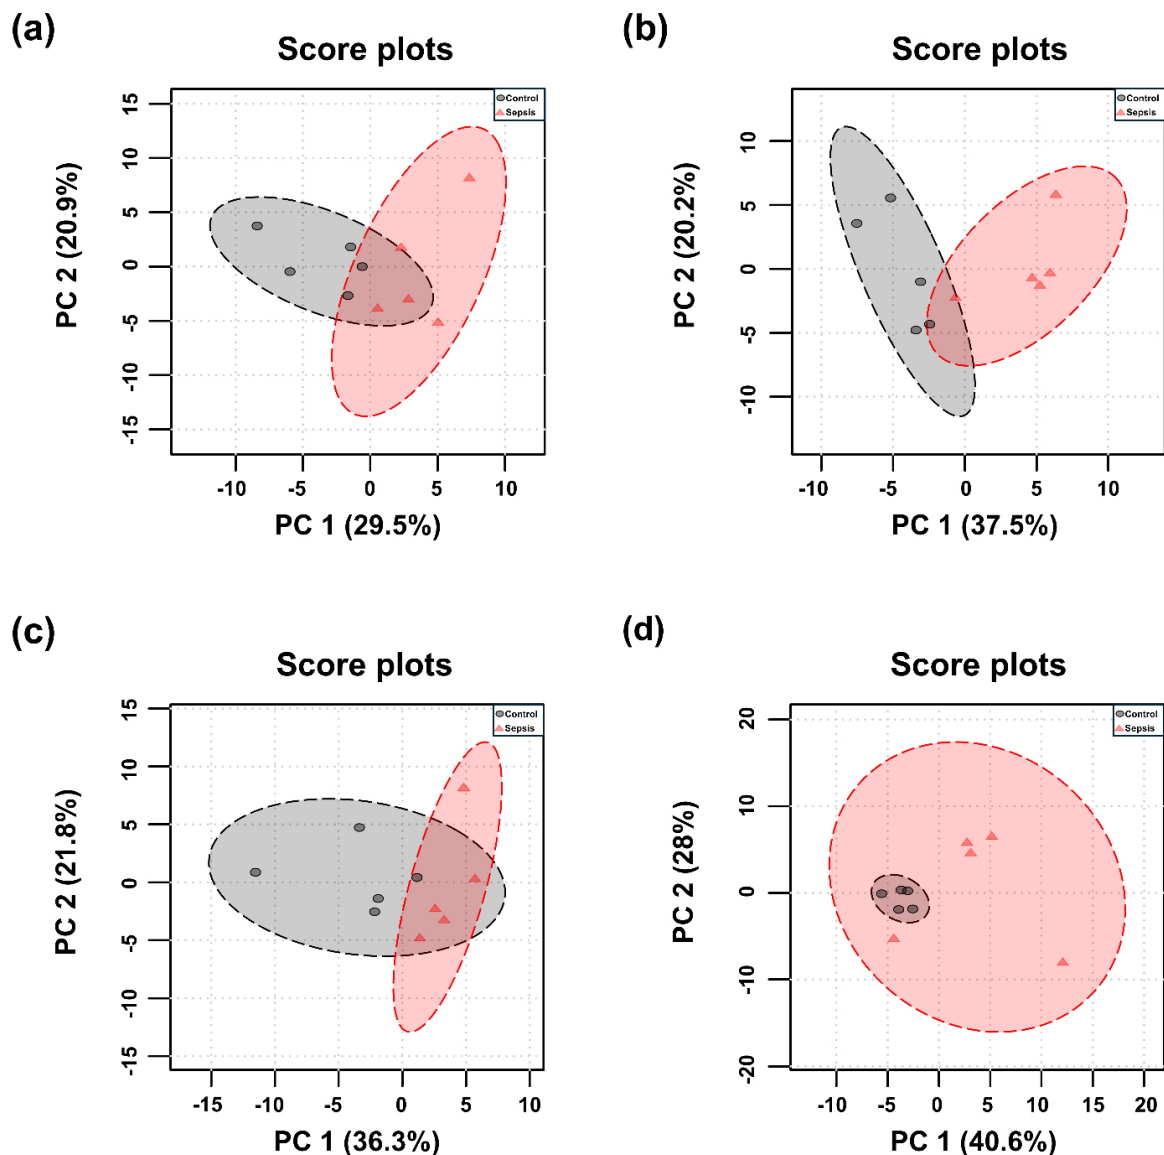 (a)
Score plots
Control
Sepsis
PC 2 (20.9%)
15
10
5
0
-5
-10
-15
-10
-5
0
5
10
PC 1 (29.5%)
(b)
Score plots
Control
Sepsis
PC 2 (20.2%)
10
5
0
-5
-10
-10
-5
0
5
10
PC 1 (37.5%)
(c)
Score plots
Control
Sepsis
PC 2 (21.8%)
15
10
5
0
-5
-10
-15
-15
-10
-5
0
5
10
PC 1 (36.3%)
(d)
Score plots
Control
Sepsis
PC 2 (28%)
20
10
0
-10
-20
-10
-5
0
5
10
15
20
PC 1 (40.6%)